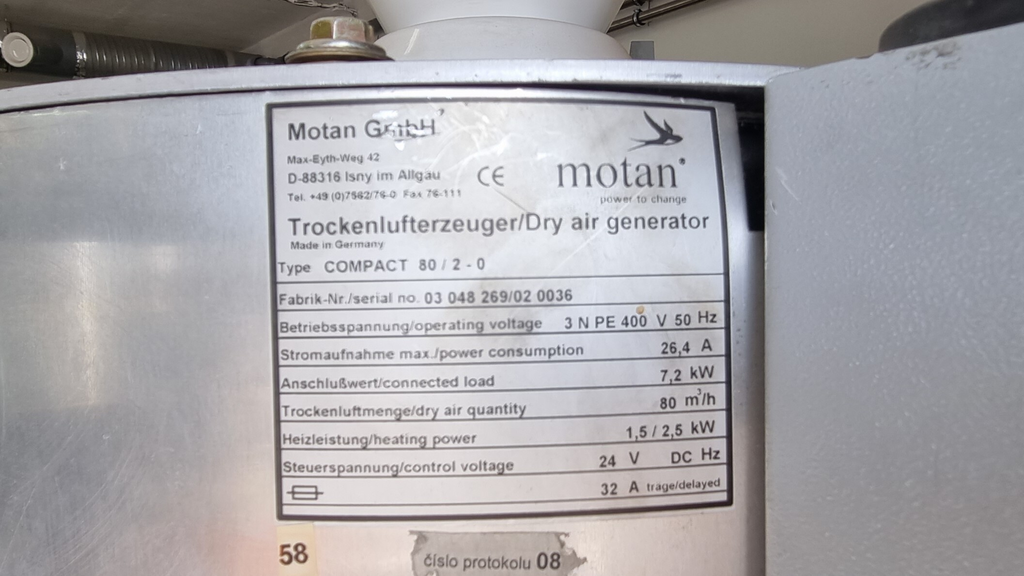 Motan GmbH
Max-Eyth-Weg 42
D-88316 Isny im Allgau
Tel. +49 (0)7562/76-0 Fax 76-111
CE
motan®
power to change
Trockenlufterzeuger/Dry air generator
Made in Germany
Type COMPACT 80 / 2 - 0
Fabrik-Nr./serial no. 03 048 269/02 0036
Betriebsspannung/operating voltage 3 N PE 400 V 50 Hz
Stromaufnahme max./power consumption 26,4 A
Anschlußwert/connected load 7,2 kW
Trockenluftmenge/dry air quantity 80 m³/h
Heizleistung/heating power 1,5 / 2,5 kW
Steuerspannung/control voltage 24 V DC Hz
32 A trage/delayed
58
číslo protokolu 08